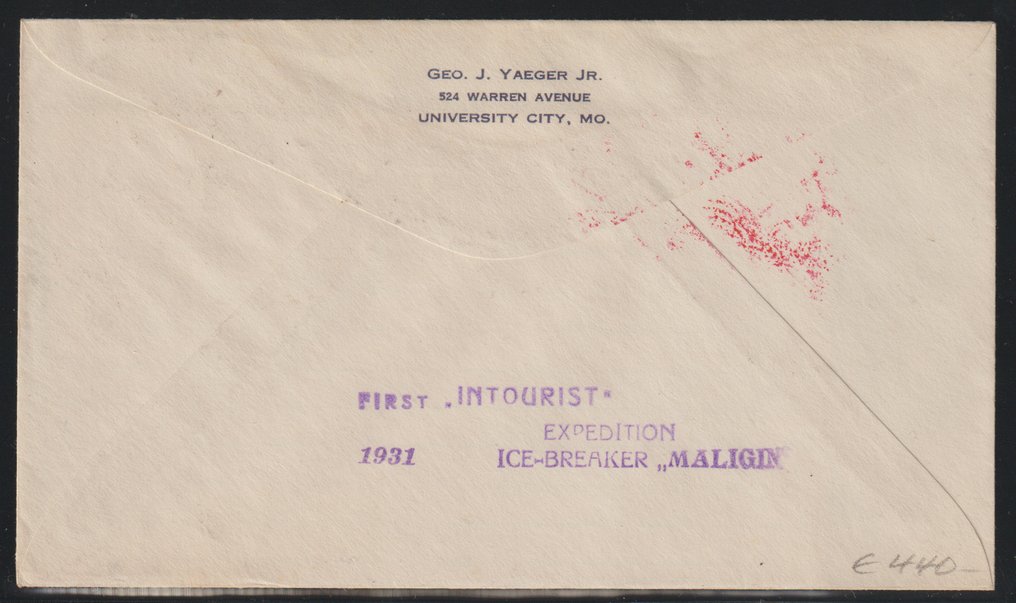 GEO. J. YAEGER JR.
524 WARREN AVENUE
UNIVERSITY CITY, MO.
FIRST „INTOURIST"
EXPEDITION
1931 ICE-BREAKER „MALIGIN
€ 440-